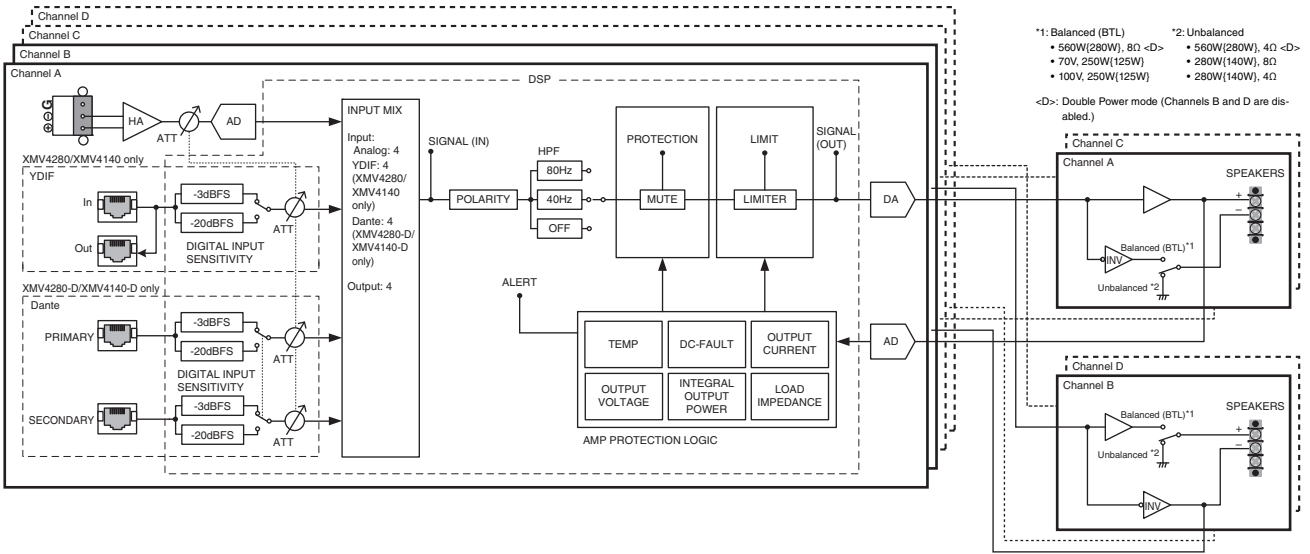 Channel D
Channel C
Channel B
Channel A
DSP
G
HA
ATT
AD
XMV4280/XMV4140 only
YDIF
In
Out
-3dBFS
-20dBFS
ATT
DIGITAL INPUT
SENSITIVITY
XMV4280-D/XMV4140-D only
Dante
PRIMARY
-3dBFS
-20dBFS
ATT
DIGITAL INPUT
SENSITIVITY
SECONDARY
-3dBFS
-20dBFS
ATT
INPUT MIX
Input:
Analog: 4
YDIF: 4
(XMV4280/
XMV4140
only)
Dante: 4
(XMV4280-D/
XMV4140-D
only)
Output: 4
SIGNAL (IN)
POLARITY
HPF
80Hz
40Hz
OFF
PROTECTION
MUTE
LIMIT
LIMITER
SIGNAL
(OUT)
DA
ALERT
TEMP
DC-FAULT
OUTPUT
CURRENT
OUTPUT
VOLTAGE
INTEGRAL
OUTPUT
POWER
LOAD
IMPEDANCE
AMP PROTECTION LOGIC
AD
*1: Balanced (BTL)
• 560W{280W}, 8Ω <D>
• 70V, 250W{125W}
• 100V, 250W{125W}
*2: Unbalanced
• 560W{280W}, 4Ω <D>
• 280W{140W}, 8Ω
• 280W{140W}, 4Ω
<D>: Double Power mode (Channels B and D are dis-
abled.)
Channel C
Channel A
SPEAKERS
+
−
INV
Balanced (BTL)*1
Unbalanced *2
Channel D
Channel B
SPEAKERS
+
−
Balanced (BTL)*1
Unbalanced *2
INV